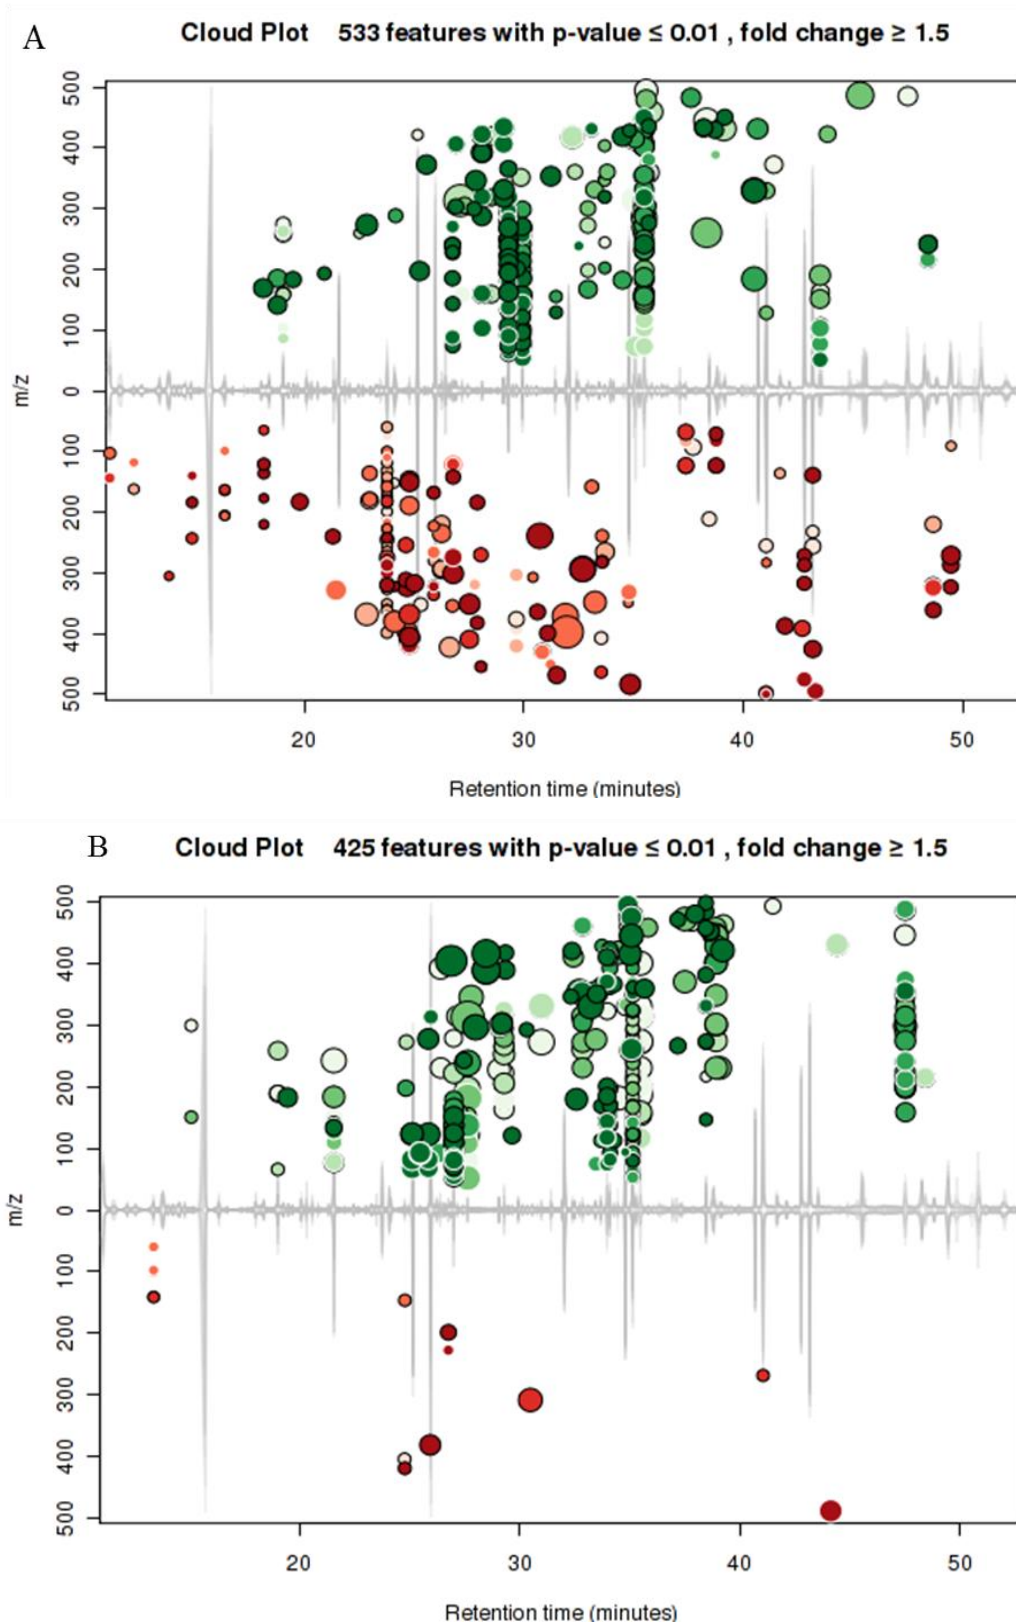 A
Cloud Plot 533 features with p-value ≤ 0.01 , fold change ≥ 1.5
500
400
300
200
100
0
100
200
300
400
500
m/z
20 30 40 50
Retention time (minutes)
B
Cloud Plot 425 features with p-value ≤ 0.01 , fold change ≥ 1.5
500
400
300
200
100
0
100
200
300
400
500
m/z
20 30 40 50
Retention time (minutes)